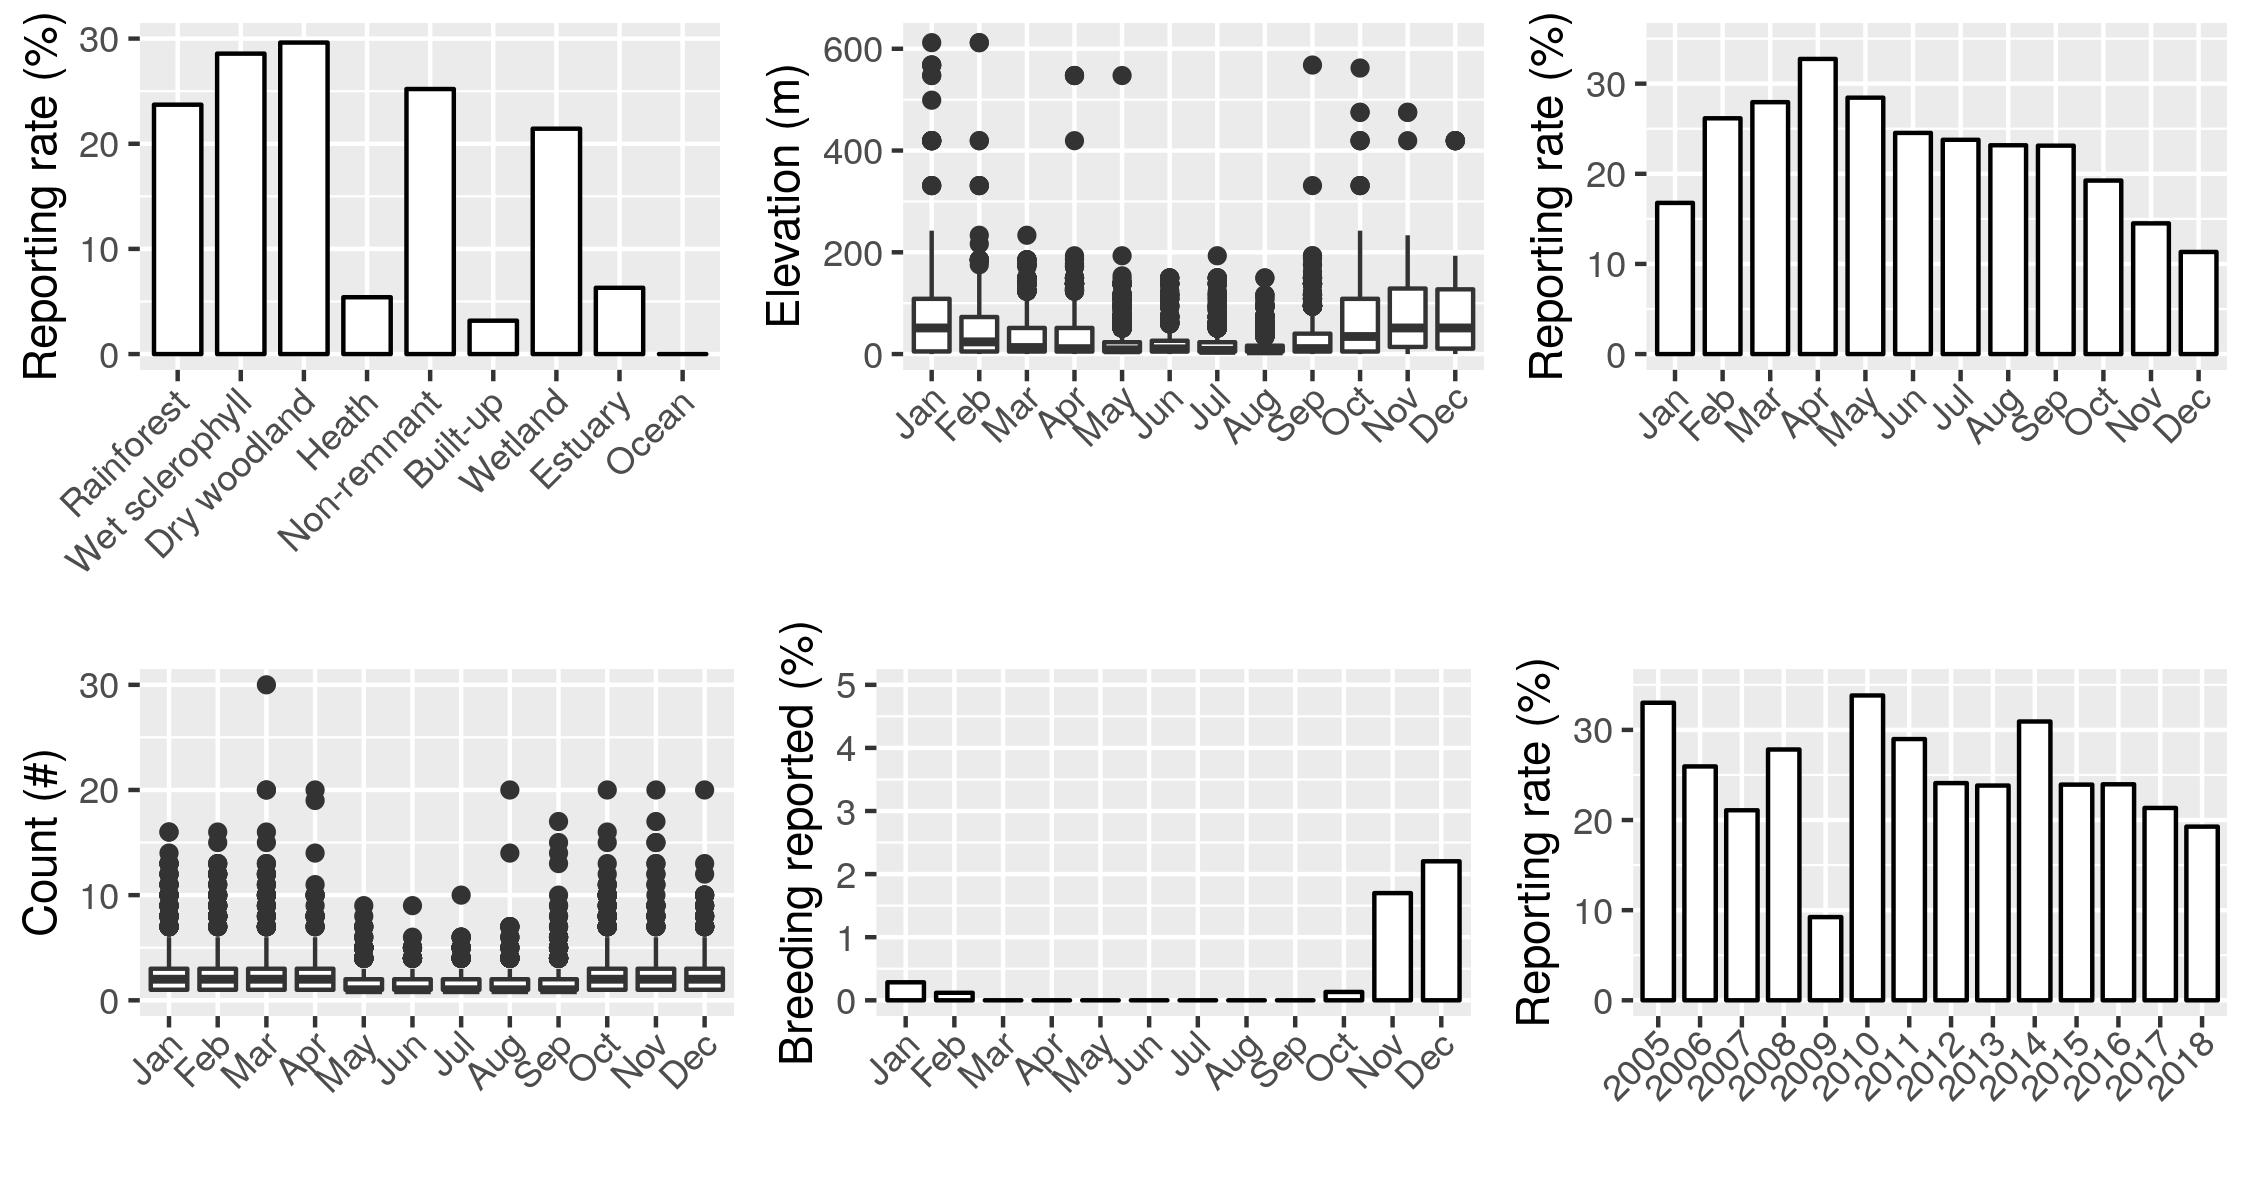 Reporting rate (%)
30
20
10
0
Rainforest
Wet sclerophyll
Dry woodland
Heath
Non-remnant
Built-up
Wetland
Estuary
Ocean
Elevation (m)
600
400
200
0
Jan
Feb
Mar
Apr
May
Jun
Jul
Aug
Sep
Oct
Nov
Dec
Reporting rate (%)
30
20
10
0
Jan
Feb
Mar
Apr
May
Jun
Jul
Aug
Sep
Oct
Nov
Dec
Count (#)
30
20
10
0
Jan
Feb
Mar
Apr
May
Jun
Jul
Aug
Sep
Oct
Nov
Dec
Breeding reported (%)
5
4
3
2
1
0
Jan
Feb
Mar
Apr
May
Jun
Jul
Aug
Sep
Oct
Nov
Dec
Reporting rate (%)
30
20
10
0
2005
2006
2007
2008
2009
2010
2011
2012
2013
2014
2015
2016
2017
2018